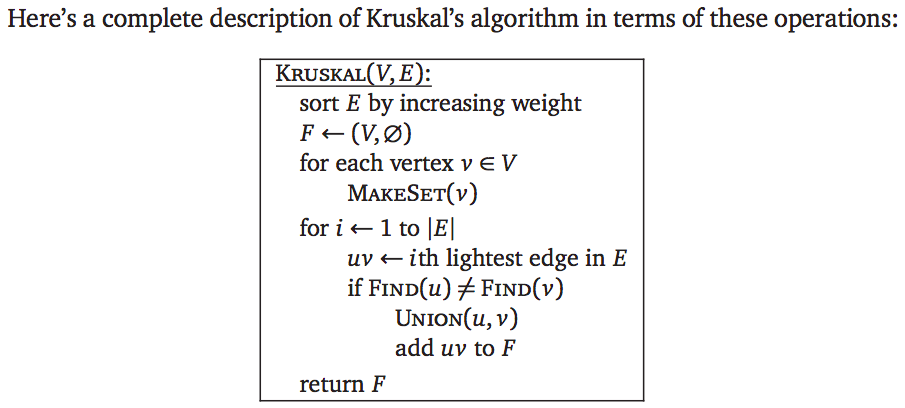 Here's a complete description of Kruskal's algorithm in terms of these operations:
KRUSKAL(V, E):
sort E by increasing weight
F ← (V, ∅)
for each vertex v ∈ V
MAKESET(v)
for i ← 1 to |E|
uv ← ith lightest edge in E
if FIND(u) ≠ FIND(v)
UNION(u, v)
add uv to F
return F